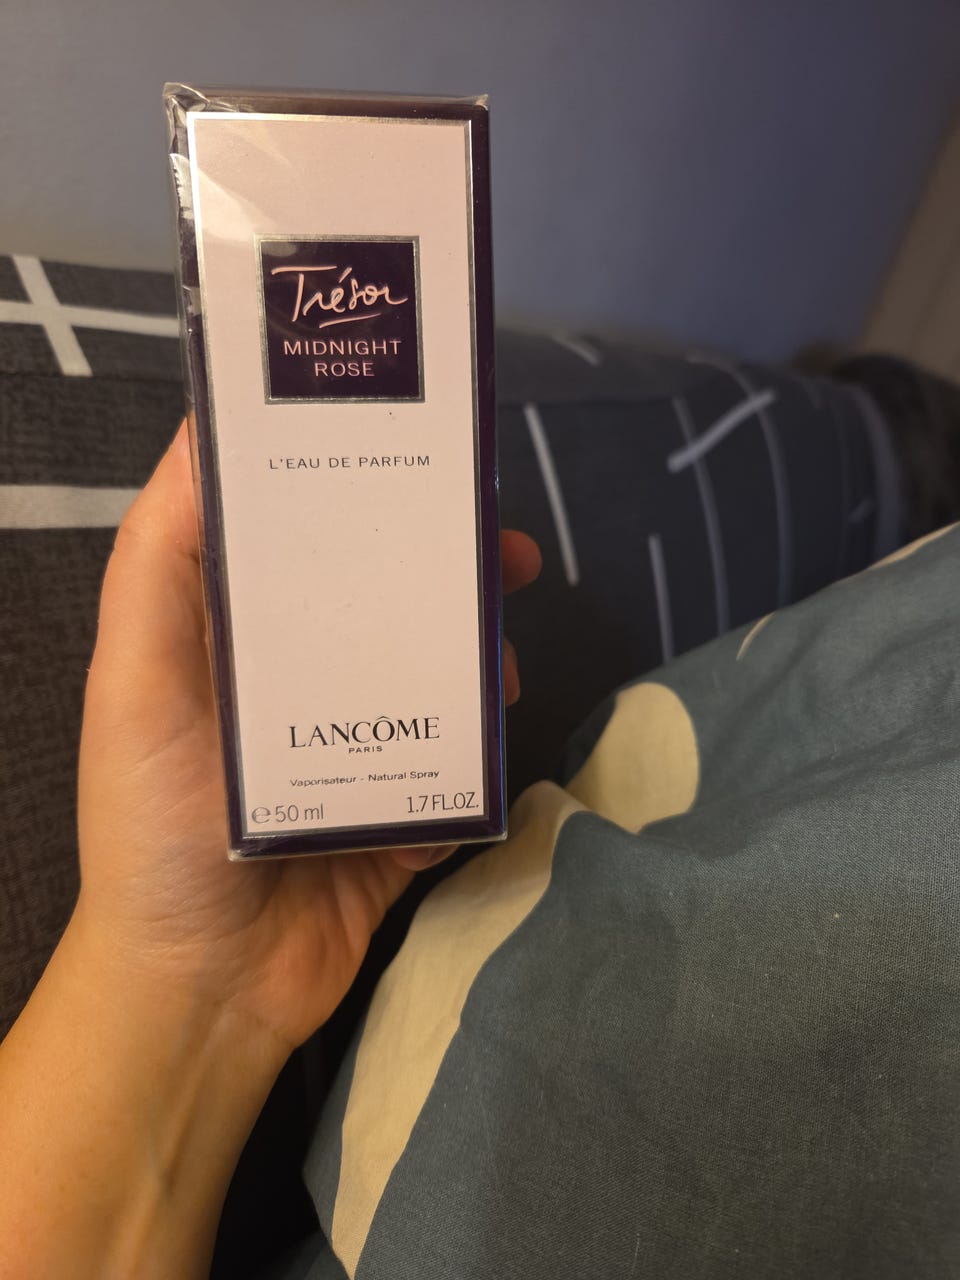 Trésor
MIDNIGHT
ROSE
L'EAU DE PARFUM
LANCÔME
PARIS
Vaporisateur - Natural Spray
℮ 50 ml 1.7 FL.OZ.